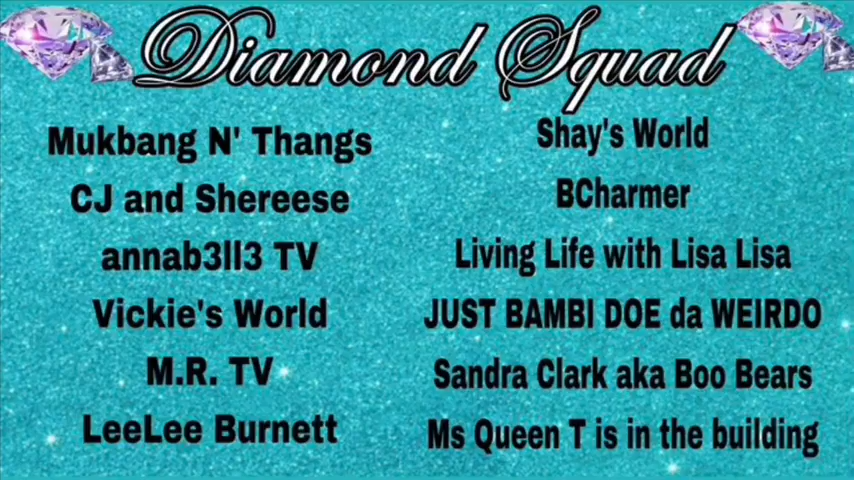 Diamond Squad
Mukbang N' Thangs
CJ and Shereese
annab3ll3 TV
Vickie's World
M.R. TV
LeeLee Burnett
Shay's World
BCharmer
Living Life with Lisa Lisa
JUST BAMBI DOE da WEIRDO
Sandra Clark aka Boo Bears
Ms Queen T is in the building